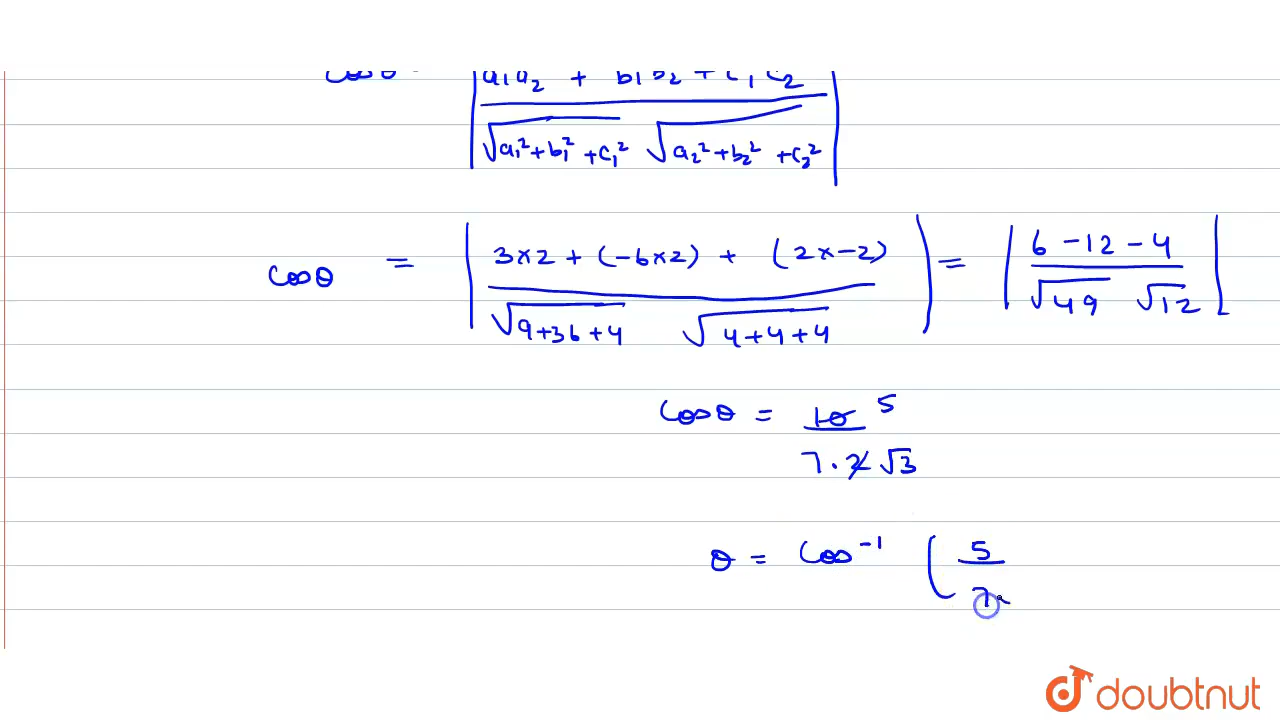 cosθ = | a₁a₂ + b₁b₂ + c₁c₂ / √a₁²+b₁²+c₁² √a₂²+b₂²+c₂² |
cosθ = | 3×2 + (-6×2) + (2×-2) / √9+36+4 √4+4+4 | = | 6 -12 -4 / √49 √12 |
cosθ = 10 5 / 7.2√3
θ = cos⁻¹ ( 5 / 7
doubtnut